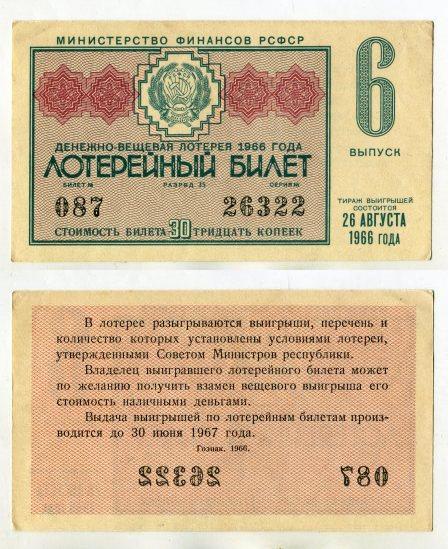 МИНИСТЕРСТВО ФИНАНСОВ РСФСР
6
ВЫПУСК
ДЕНЕЖНО-ВЕЩЕВАЯ ЛОТЕРЕЯ 1966 ГОДА
ЛОТЕРЕЙНЫЙ БИЛЕТ
БИЛЕТ № РАЗРЯД 35 СЕРИЯ №
087 26322
СТОИМОСТЬ БИЛЕТА 30 ТРИДЦАТЬ КОПЕЕК
ТИРАЖ ВЫИГРЫШЕЙ
СОСТОИТСЯ
26 АВГУСТА
1966 ГОДА
В лотерее разыгрываются выигрыши, перечень и
количество которых установлены условиями лотереи,
утвержденными Советом Министров республики.
Владелец выигравшего лотерейного билета может
по желанию получить взамен вещевого выигрыша его
стоимость наличными деньгами.
Выдача выигрышей по лотерейным билетам произ-
водится до 30 июня 1967 года.
Гознак. 1966.
26322 087